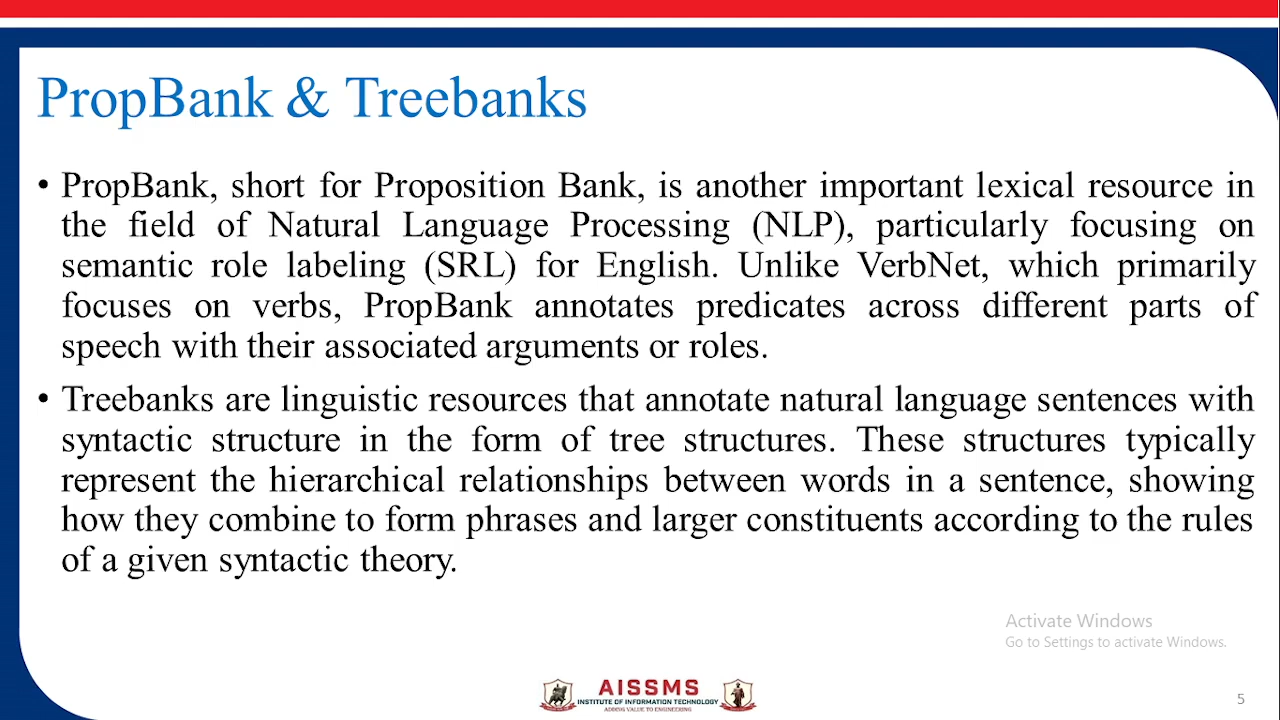 PropBank & Treebanks
• PropBank, short for Proposition Bank, is another important lexical resource in
the field of Natural Language Processing (NLP), particularly focusing on
semantic role labeling (SRL) for English. Unlike VerbNet, which primarily
focuses on verbs, PropBank annotates predicates across different parts of
speech with their associated arguments or roles.
• Treebanks are linguistic resources that annotate natural language sentences with
syntactic structure in the form of tree structures. These structures typically
represent the hierarchical relationships between words in a sentence, showing
how they combine to form phrases and larger constituents according to the rules
of a given syntactic theory.
Activate Windows
Go to Settings to activate Windows.
AISSMS
INSTITUTE OF INFORMATION TECHNOLOGY
ADDING VALUE TO ENGINEERING
5